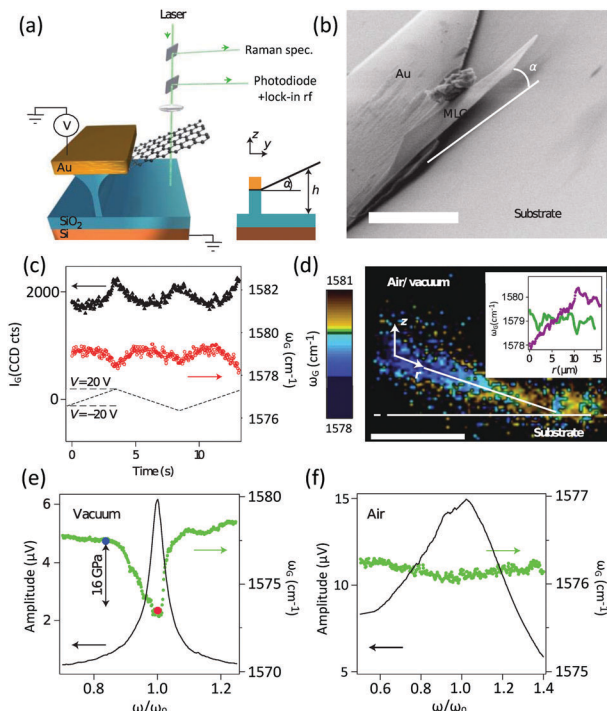 (a)
Laser
Raman spec.
Photodiode
+lock-in rf
V
Au
SiO2
Si
z
y
α
h
(b)
Au
MLG
α
Substrate
(c)
2000
0
IG(CCD cts)
V=20 V
V=−20 V
0
5
10
Time (s)
1582
1580
1578
1576
ωG (cm-1)
(d)
1581
1578
ωG (cm-1)
Air/vacuum
z
r
Substrate
1580
1579
1578
ωG(cm-1)
0
5
10
15
r(μm)
(e)
Vacuum
6
4
2
Amplitude (μV)
16 GPa
0.8
1.0
1.2
ω/ω0
1580
1575
1570
ωG (cm-1)
(f)
Air
15
10
5
Amplitude (μV)
0.6
0.8
1.0
1.2
1.4
ω/ω0
1577
1576
1575
ωG (cm-1)